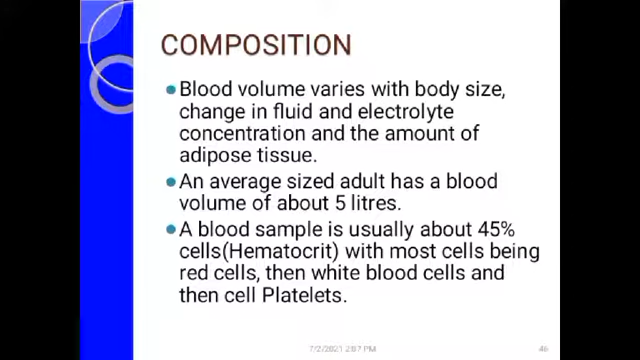 COMPOSITION
Blood volume varies with body size,
change in fluid and electrolyte
concentration and the amount of
adipose tissue.
An average sized adult has a blood
volume of about 5 litres.
A blood sample is usually about 45%
cells(Hematocrit) with most cells being
red cells, then white blood cells and
then cell Platelets.
7/2/2021 2:07 PM
46